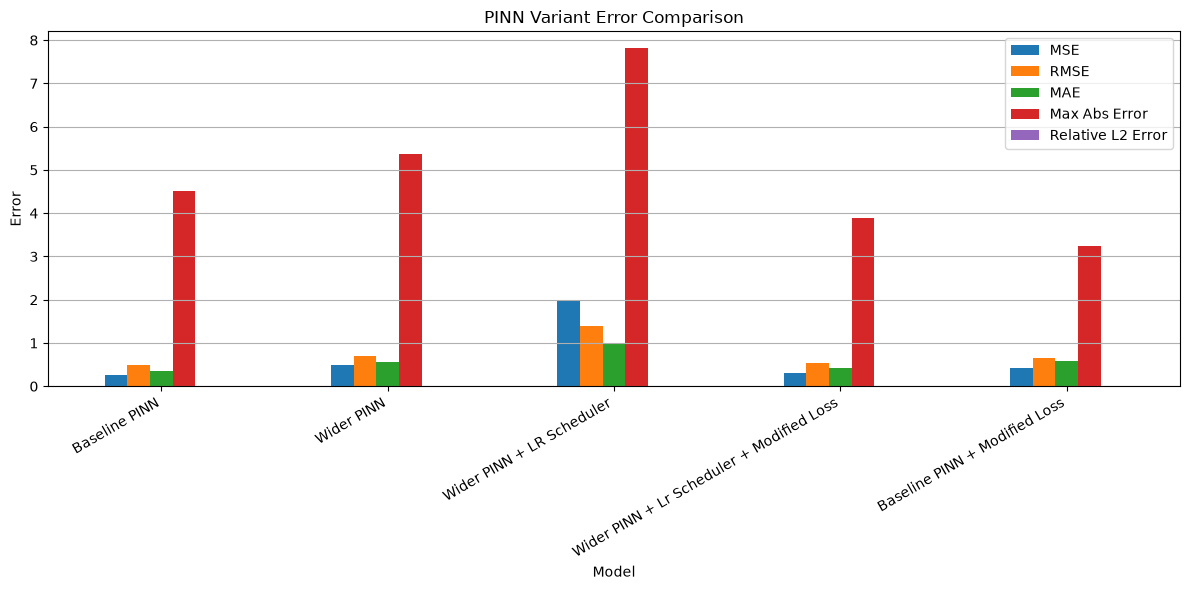 PINN Variant Error Comparison
8
7
6
5
4
3
2
1
0
Error
MSE
RMSE
MAE
Max Abs Error
Relative L2 Error
Baseline PINN
Wider PINN
Wider PINN + LR Scheduler
Wider PINN + Lr Scheduler + Modified Loss
Baseline PINN + Modified Loss
Model